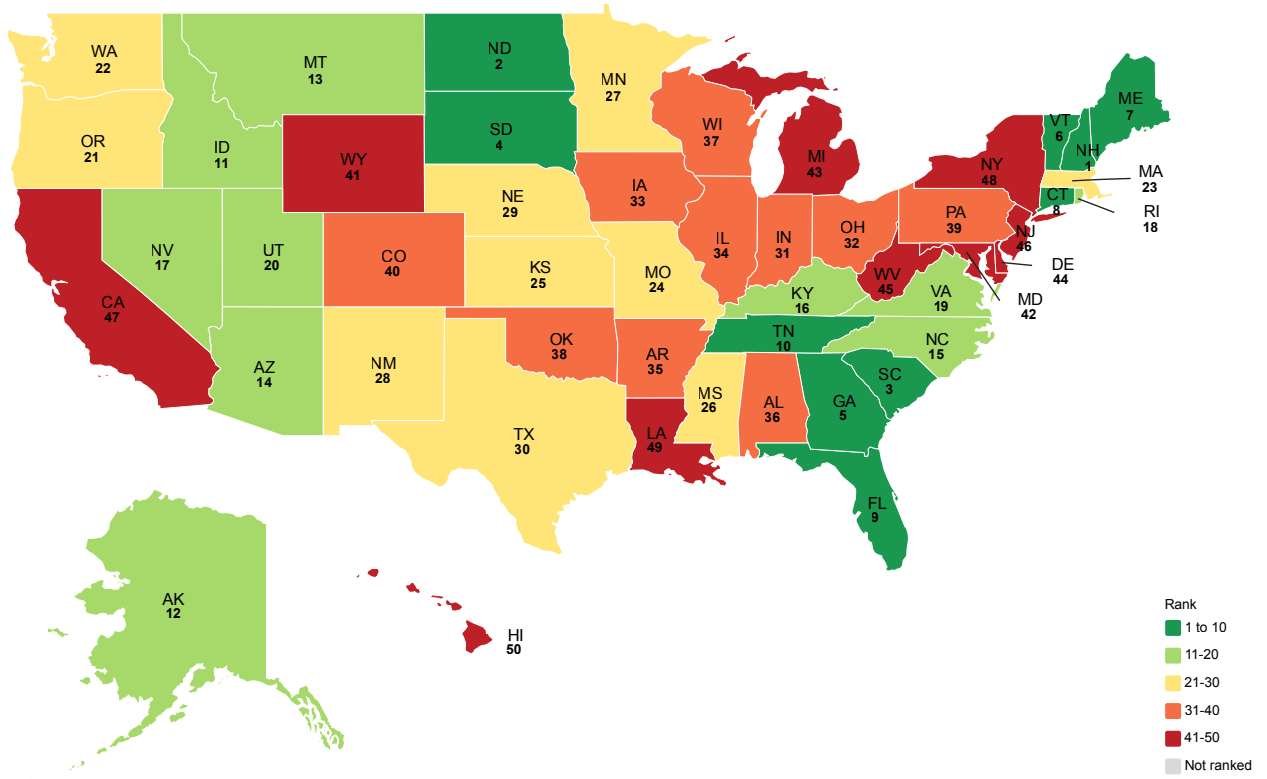 WA
22
MT
13
ND
2
MN
27
OR
21
ID
11
WY
41
SD
4
WI
37
MI
43
NY
48
VT
6
NH
1
ME
7
MA
23
CT
8
RI
18
NV
17
UT
20
CO
40
NE
29
IA
33
IL
34
IN
31
OH
32
PA
39
NJ
46
DE
44
MD
42
CA
47
KS
25
MO
24
KY
16
WV
45
VA
19
AZ
14
NM
28
OK
38
AR
35
TN
10
NC
15
SC
3
TX
30
LA
49
MS
26
AL
36
GA
5
FL
9
AK
12
HI
50
Rank
1 to 10
11-20
21-30
31-40
41-50
Not ranked